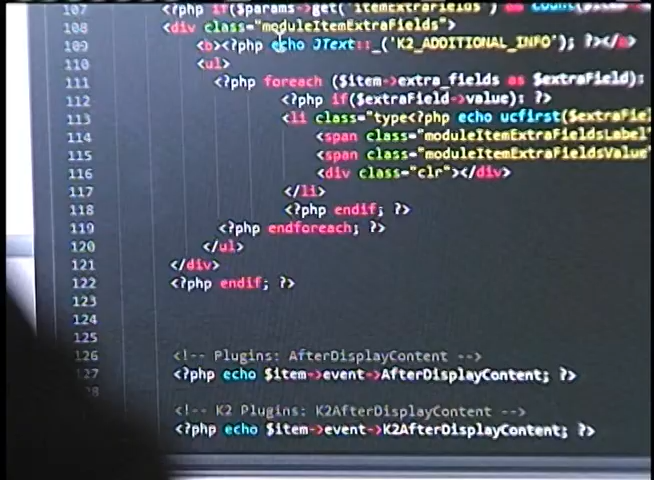 107 <?php if($params->get('itemExtraFields') && count($item
108 <div class="moduleItemExtraFields">
109 <b><?php echo JText::_('K2_ADDITIONAL_INFO'); ?></b>
110 <ul>
111 <?php foreach ($item->extra_fields as $extraField):
112 <?php if($extraField->value): ?>
113 <li class="type<?php echo ucfirst($extraFie
114 <span class="moduleItemExtraFieldsLabel"
115 <span class="moduleItemExtraFieldsValue"
116 <div class="clr"></div>
117 </li>
118 <?php endif; ?>
119 <?php endforeach; ?>
120 </ul>
121 </div>
122 <?php endif; ?>
123
124
125
126 <!-- Plugins: AfterDisplayContent -->
127 <?php echo $item->event->AfterDisplayContent; ?>
28
<!-- K2 Plugins: K2AfterDisplayContent -->
<?php echo $item->event->K2AfterDisplayContent; ?>